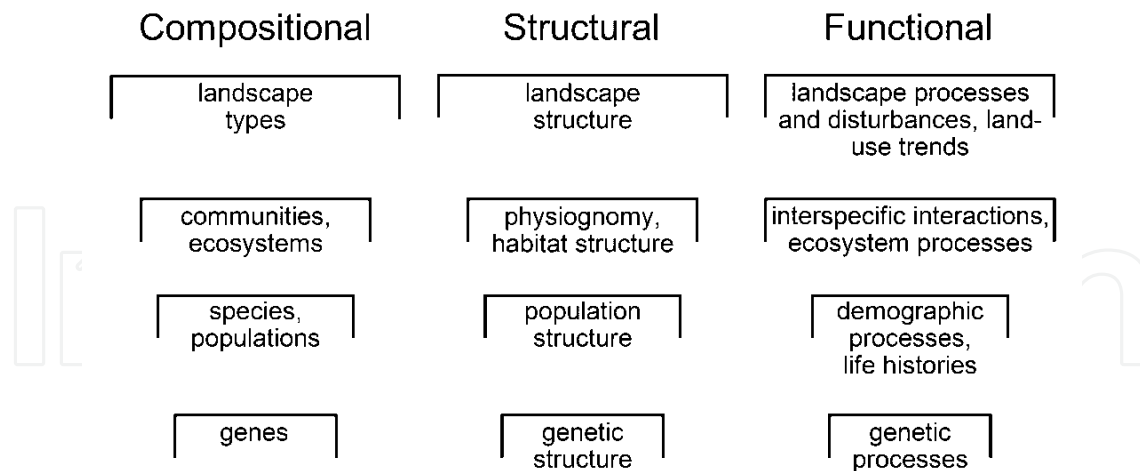 Compositional
Structural
Functional
landscape
types
landscape
structure
landscape processes
and disturbances, land-
use trends
communities,
ecosystems
physiognomy,
habitat structure
interspecific interactions,
ecosystem processes
species,
populations
population
structure
demographic
processes,
life histories
genes
genetic
structure
genetic
processes